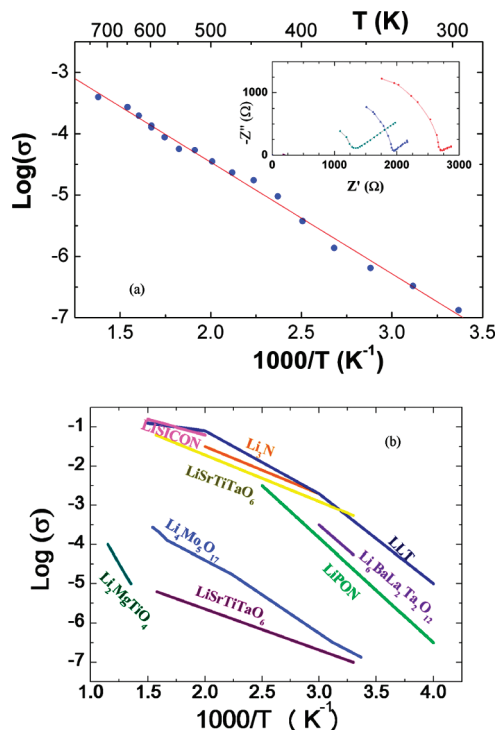 T (K)
700 600 500 400 300
-3
-4
-5
-6
-7
Log(σ)
1200
1000
0
-Z'' (Ω)
0 1000 2000 3000
Z' (Ω)
(a)
1.5 2.0 2.5 3.0 3.5
1000/T (K⁻¹)
(b)
0
-1
-2
-3
-4
-5
-6
-7
Log (σ)
LiSICON
Li₃N
LiSrTiTaO₆
Li₄Mo₅O₁₇
LLT
Li₆BaLa₂Ta₂O₁₂
LiPON
Li₂MgTiO₄
LiSrTiTaO₆
1.0 1.5 2.0 2.5 3.0 3.5 4.0
1000/T ( K⁻¹)